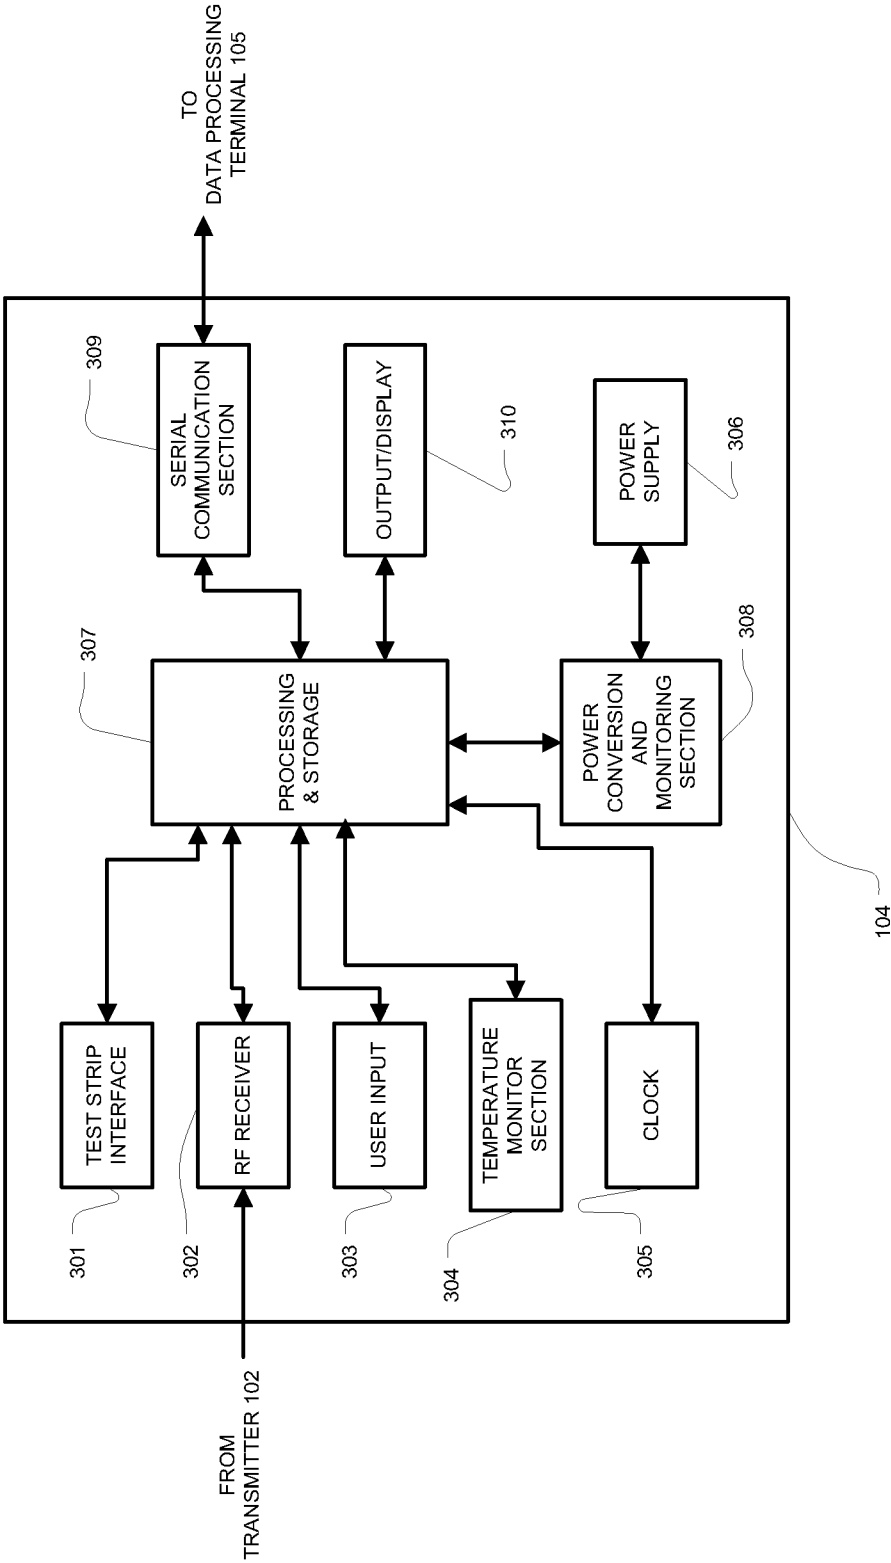 FROM
TRANSMITTER 102
301
TEST STRIP
INTERFACE
302
RF RECEIVER
303
USER INPUT
304
TEMPERATURE
MONITOR
SECTION
305
CLOCK
307
PROCESSING
& STORAGE
308
POWER
CONVERSION
AND
MONITORING
SECTION
309
SERIAL
COMMUNICATION
SECTION
310
OUTPUT/DISPLAY
306
POWER
SUPPLY
TO
DATA PROCESSING
TERMINAL 105
104